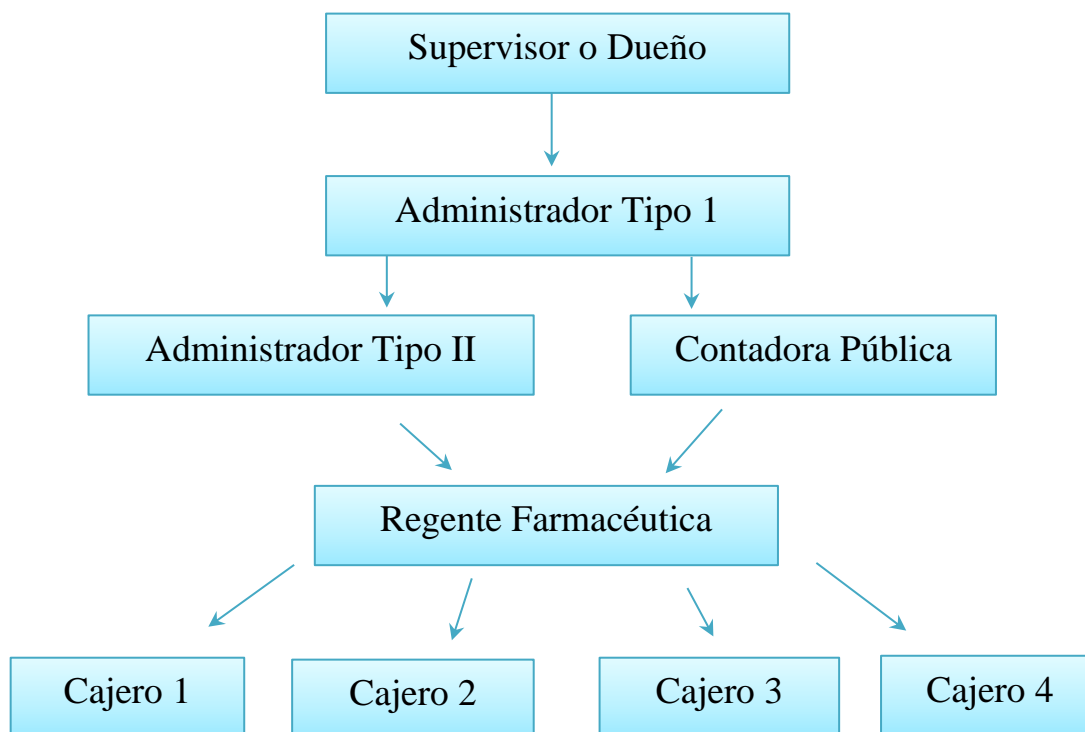 Supervisor o Dueño
Administrador Tipo 1
Administrador Tipo II
Contadora Pública
Regente Farmacéutica
Cajero 1
Cajero 2
Cajero 3
Cajero 4